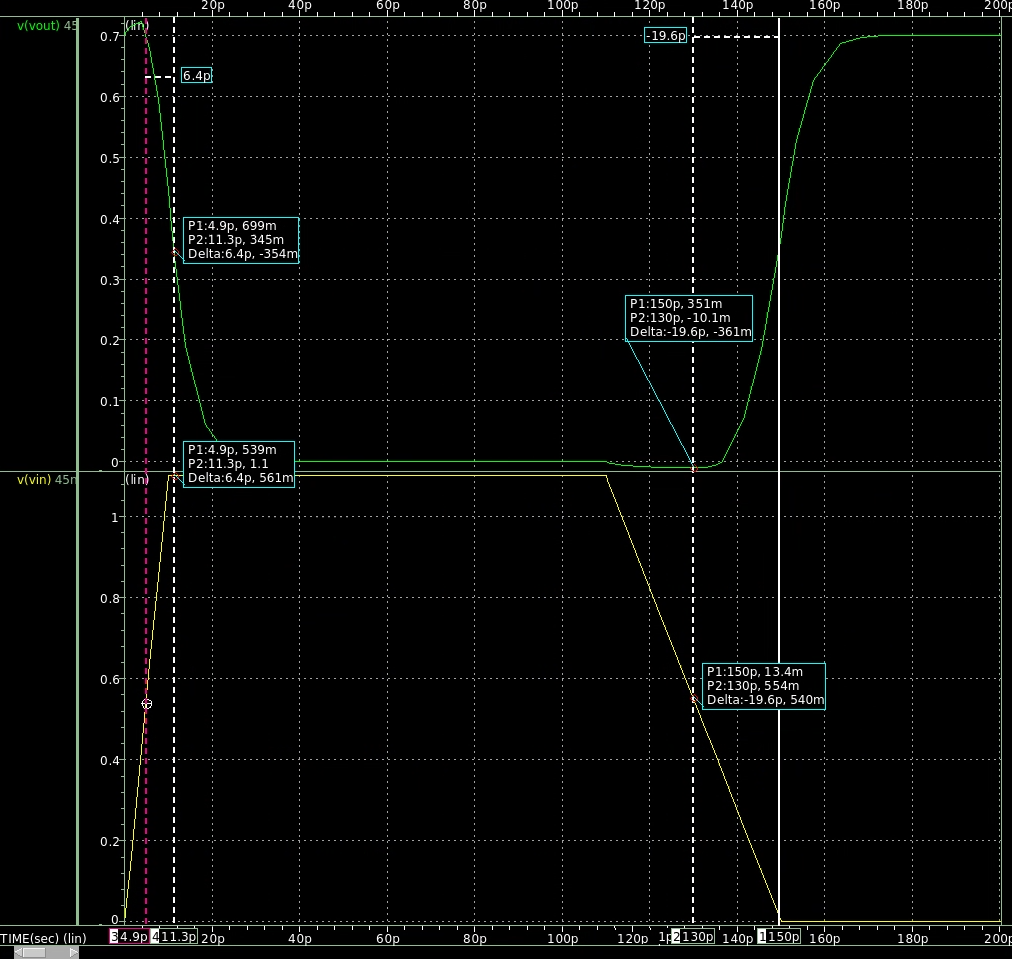 20p 40p 60p 80p 100p 120p 140p 160p 180p 200p
v(vout) 45
(lin)
0.7
-19.6p
6.4p
0.6
0.5
0.4
P1:4.9p, 699m
P2:11.3p, 345m
Delta:6.4p, -354m
0.3
P1:150p, 351m
P2:130p, -10.1m
Delta:-19.6p, -361m
0.2
0.1
0
P1:4.9p, 539m
P2:11.3p, 1.1
Delta:6.4p, 561m
v(vin) 45n
(lin)
1
0.8
0.6
P1:150p, 13.4m
P2:130p, 554m
Delta:-19.6p, 540m
0.4
0.2
0
TIME(sec) (lin) 3 4.9p 4 11.3p 20p 40p 60p 80p 100p 120p 1p 2 130p 140p 1 150p 160p 180p 200p